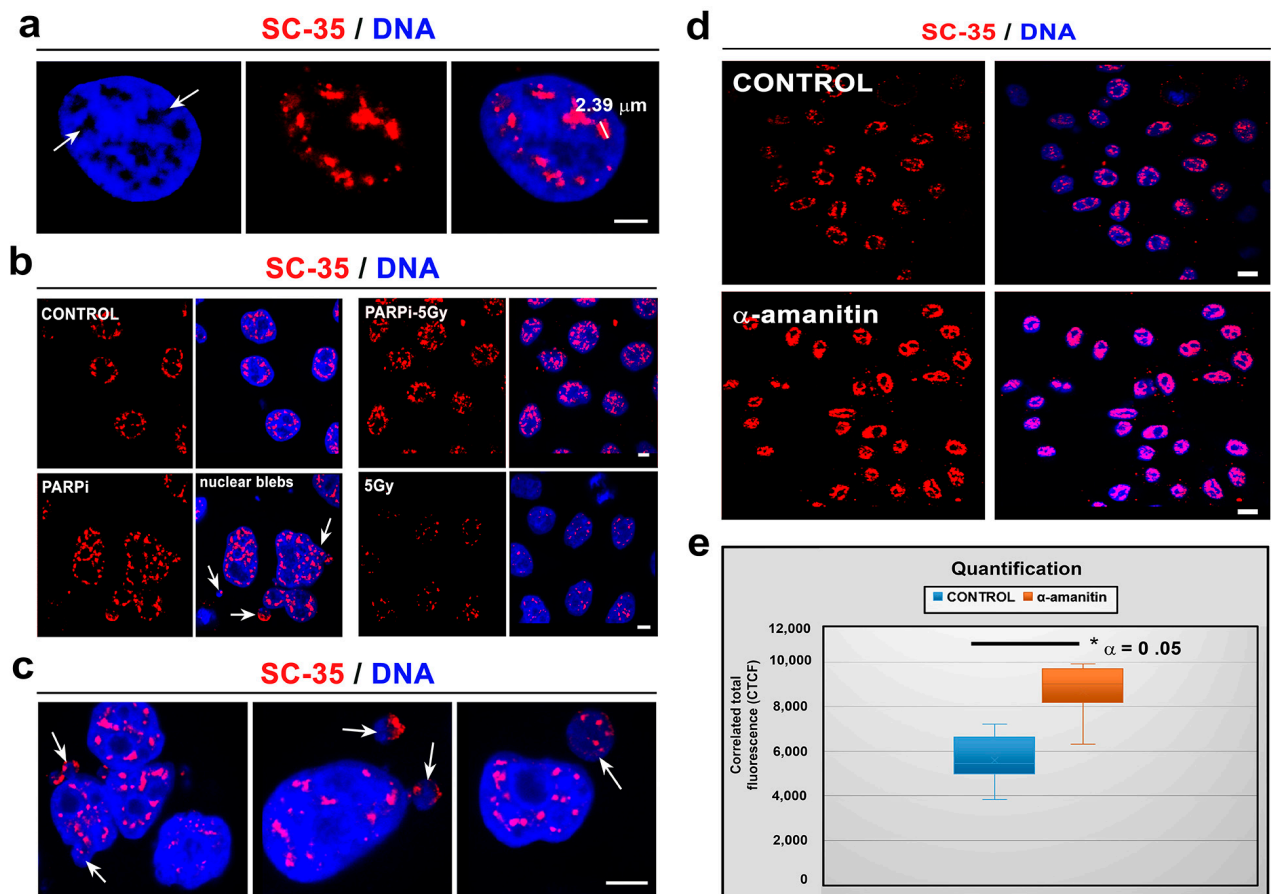 a
SC-35 / DNA
2.39 μm
b
SC-35 / DNA
CONTROL
PARPi-5Gy
PARPi
nuclear blebs
5Gy
c
SC-35 / DNA
d
SC-35 / DNA
CONTROL
α-amanitin
e
Quantification
CONTROL α-amanitin
Correlated total
fluorescence (CTCF)
12,000
10,000
8,000
6,000
4,000
2,000
0
* α = 0 .05